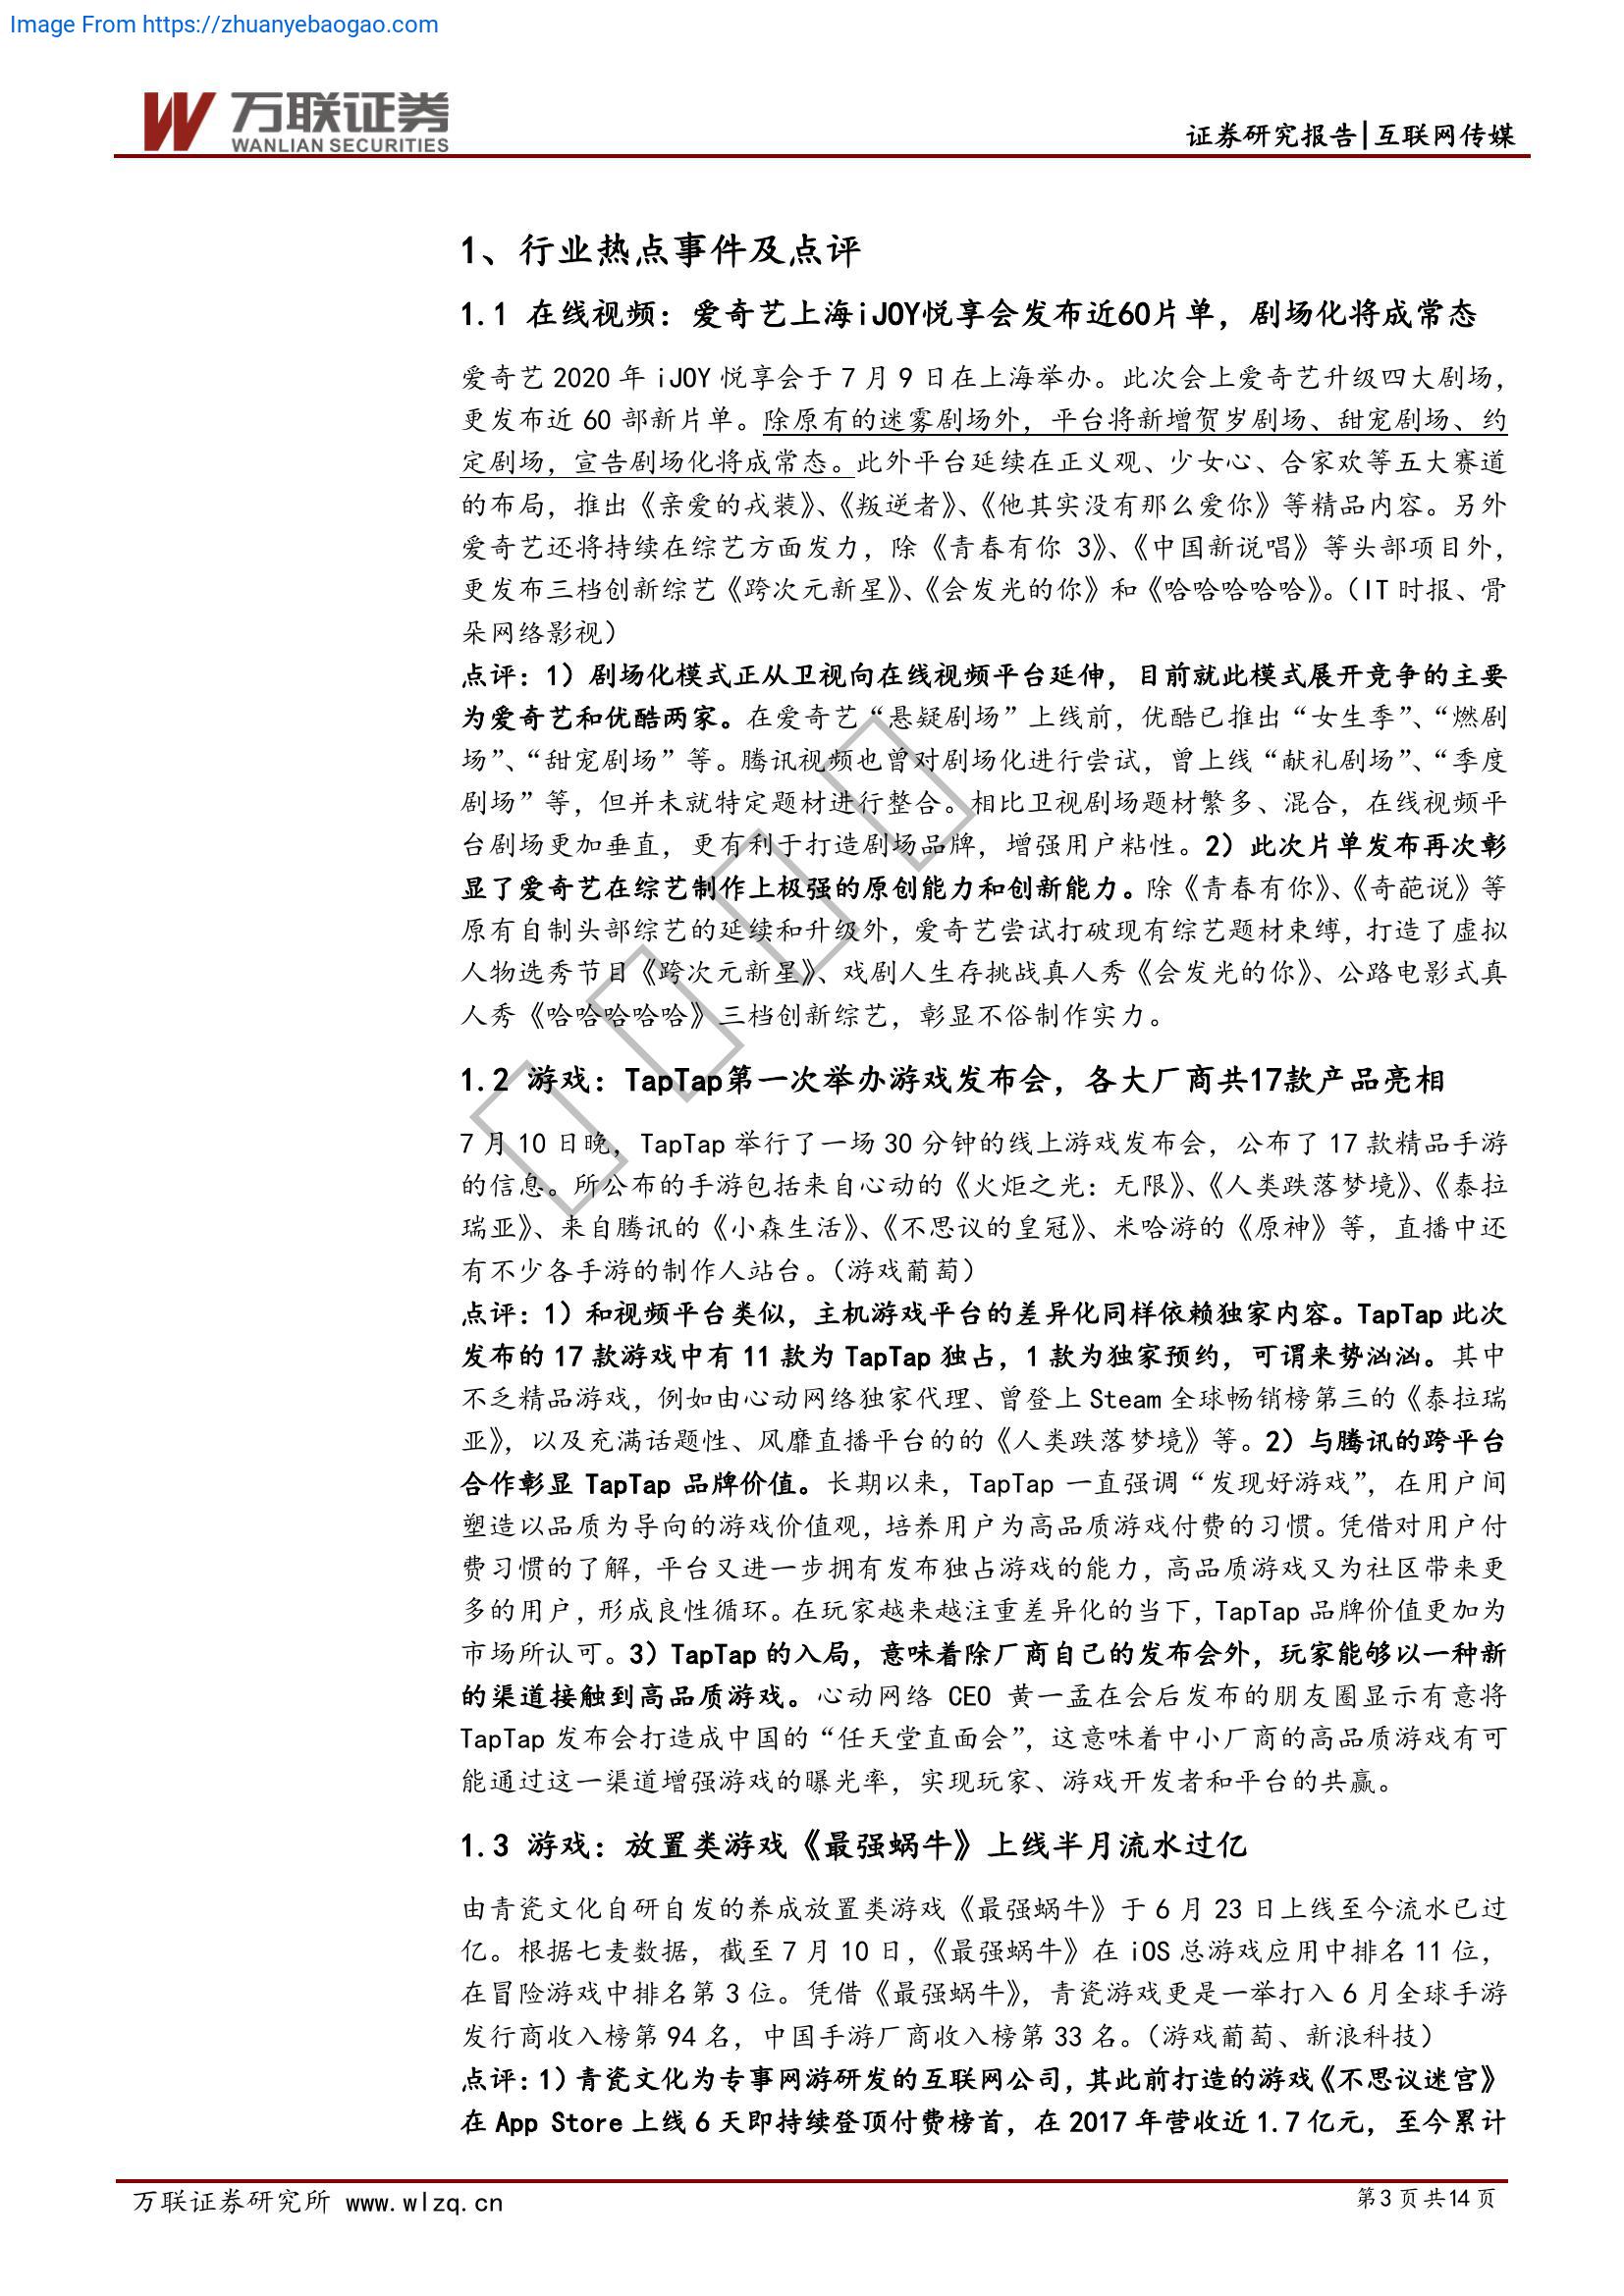 Image From https://zhuanyebaogao.com
万联证券
WANLIAN SECURITIES
证券研究报告|互联网传媒
1、行业热点事件及点评
1.1 在线视频：爱奇艺上海iJOY悦享会发布近60片单，剧场化将成常态
爱奇艺 2020 年 iJOY 悦享会于 7 月 9 日在上海举办。此次会上爱奇艺升级四大剧场，
更发布近 60 部新片单。除原有的迷雾剧场外，平台将新增贺岁剧场、甜宠剧场、约
定剧场，宣告剧场化将成常态。此外平台延续在正义观、少女心、合家欢等五大赛道
的布局，推出《亲爱的戎装》、《叛逆者》、《他其实没有那么爱你》等精品内容。另外
爱奇艺还将持续在综艺方面发力，除《青春有你 3》、《中国新说唱》等头部项目外，
更发布三档创新综艺《跨次元新星》、《会发光的你》和《哈哈哈哈哈》。（IT 时报、骨
朵网络影视）
点评：1）剧场化模式正从卫视向在线视频平台延伸，目前就此模式展开竞争的主要
为爱奇艺和优酷两家。在爱奇艺“悬疑剧场”上线前，优酷已推出“女生季”、“燃剧
场”、“甜宠剧场”等。腾讯视频也曾对剧场化进行尝试，曾上线“献礼剧场”、“季度
剧场”等，但并未就特定题材进行整合。相比卫视剧场题材繁多、混合，在线视频平
台剧场更加垂直，更有利于打造剧场品牌，增强用户粘性。2）此次片单发布再次彰
显了爱奇艺在综艺制作上极强的原创能力和创新能力。除《青春有你》、《奇葩说》等
原有自制头部综艺的延续和升级外，爱奇艺尝试打破现有综艺题材束缚，打造了虚拟
人物选秀节目《跨次元新星》、戏剧人生存挑战真人秀《会发光的你》、公路电影式真
人秀《哈哈哈哈哈》三档创新综艺，彰显不俗制作实力。
1.2 游戏：TapTap第一次举办游戏发布会，各大厂商共17款产品亮相
7 月 10 日晚，TapTap 举行了一场 30 分钟的线上游戏发布会，公布了 17 款精品手游
的信息。所公布的手游包括来自心动的《火炬之光：无限》、《人类跌落梦境》、《泰拉
瑞亚》、来自腾讯的《小森生活》、《不思议的皇冠》、米哈游的《原神》等，直播中还
有不少各手游的制作人站台。（游戏葡萄）
点评：1）和视频平台类似，主机游戏平台的差异化同样依赖独家内容。TapTap 此次
发布的 17 款游戏中有 11 款为 TapTap 独占，1 款为独家预约，可谓来势汹汹。其中
不乏精品游戏，例如由心动网络独家代理、曾登上 Steam 全球畅销榜第三的《泰拉瑞
亚》，以及充满话题性、风靡直播平台的的《人类跌落梦境》等。2）与腾讯的跨平台
合作彰显 TapTap 品牌价值。长期以来，TapTap 一直强调“发现好游戏”，在用户间
塑造以品质为导向的游戏价值观，培养用户为高品质游戏付费的习惯。凭借对用户付
费习惯的了解，平台又进一步拥有发布独占游戏的能力，高品质游戏又为社区带来更
多的用户，形成良性循环。在玩家越来越注重差异化的当下，TapTap 品牌价值更加为
市场所认可。3）TapTap 的入局，意味着除厂商自己的发布会外，玩家能够以一种新
的渠道接触到高品质游戏。心动网络 CEO 黄一孟在会后发布的朋友圈显示有意将
TapTap 发布会打造成中国的“任天堂直面会”，这意味着中小厂商的高品质游戏有可
能通过这一渠道增强游戏的曝光率，实现玩家、游戏开发者和平台的共赢。
1.3 游戏：放置类游戏《最强蜗牛》上线半月流水过亿
由青瓷文化自研自发的养成放置类游戏《最强蜗牛》于 6 月 23 日上线至今流水已过
亿。根据七麦数据，截至 7 月 10 日，《最强蜗牛》在 iOS 总游戏应用中排名 11 位，
在冒险游戏中排名第 3 位。凭借《最强蜗牛》，青瓷游戏更是一举打入 6 月全球手游
发行商收入榜第 94 名，中国手游厂商收入榜第 33 名。（游戏葡萄、新浪科技）
点评：1）青瓷文化为专事网游研发的互联网公司，其此前打造的游戏《不思议迷宫》
在 App Store 上线 6 天即持续登顶付费榜首，在 2017 年营收近 1.7 亿元，至今累计
万联证券研究所 www.wlzq.cn
第 3 页 共 14 页